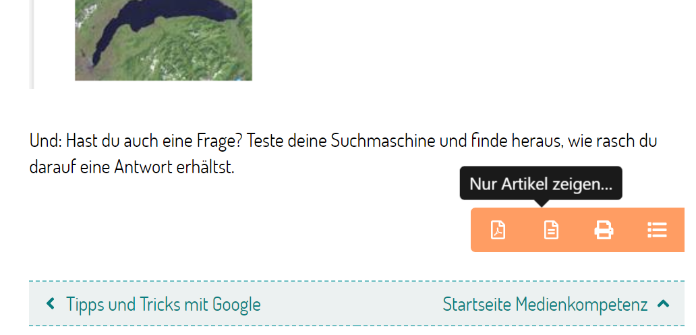 Und: Hast du auch eine Frage? Teste deine Suchmaschine und finde heraus, wie rasch du
darauf eine Antwort erhältst.
Nur Artikel zeigen...
Tipps und Tricks mit Google
Startseite Medienkompetenz